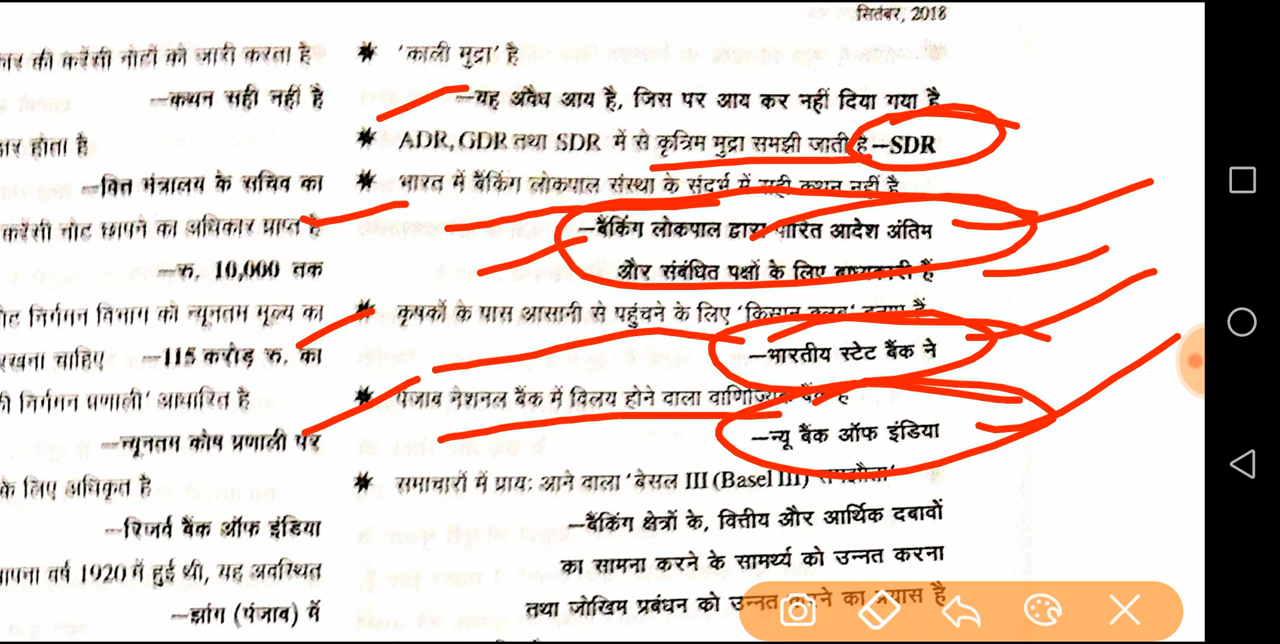 सितंबर, 2018
कार की करेंसी नोटों को जारी करता है
—कथन सही नहीं है
होता है
—वित्त मंत्रालय के सचिव का
करेंसी नोट छापने का अधिकार प्राप्त है
—रु. 10,000 तक
निर्गमन विभाग को न्यूनतम मूल्य का
रखना चाहिए —115 करोड़ रु. का
निर्गमन प्रणाली' आधारित है
—न्यूनतम कोष प्रणाली पर
के लिए अधिकृत है
—रिजर्व बैंक ऑफ इंडिया
वर्ष 1920 में हुई थी, यह अवस्थित
—झांग (पंजाब) में
* 'काली मुद्रा' है
—यह अवैध आय है, जिस पर आय कर नहीं दिया गया है
* ADR, GDR तथा SDR में से कृत्रिम मुद्रा समझी जाती है —SDR
* भारत में बैंकिंग लोकपाल संस्था के संदर्भ में सही कथन नहीं है
—बैंकिंग लोकपाल द्वारा पारित आदेश अंतिम
और संबंधित पक्षों के लिए बाध्यकारी हैं
* कृषकों के पास आसानी से पहुंचने के लिए 'किसान क्लब' बनाए हैं
—भारतीय स्टेट बैंक ने
* पंजाब नेशनल बैंक में विलय होने वाला वाणिज्यिक बैंक है
—न्यू बैंक ऑफ इंडिया
* समाचारों में प्राय: आने वाला 'बेसल III (Basel III) समझौता'
—बैंकिंग क्षेत्रों के, वित्तीय और आर्थिक दबावों
का सामना करने के सामर्थ्य को उन्नत करना
तथा जोखिम प्रबंधन को उन्नत करने का प्रयास है